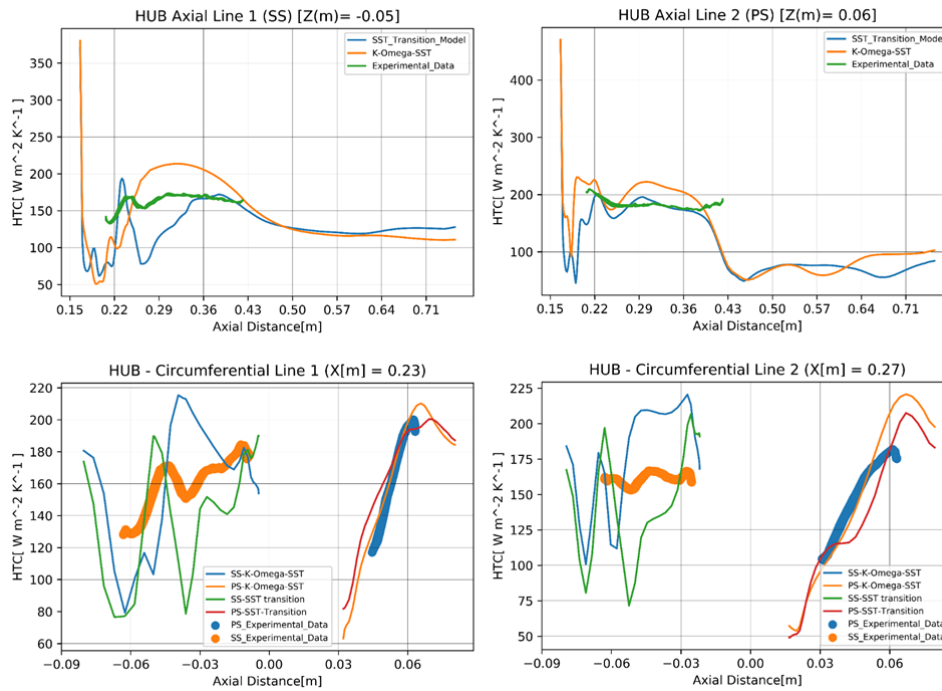 HUB Axial Line 1 (SS) [Z(m)= -0.05]
SST_Transition_Model
K-Omega-SST
Experimental_Data
HTC[ W m^-2 K^-1 ]
350
300
250
200
150
100
50
0.15 0.22 0.29 0.36 0.43 0.50 0.57 0.64 0.71
Axial Distance[m]
HUB Axial Line 2 (PS) [Z(m)= 0.06]
SST_Transition_Model
K-Omega-SST
Experimental_Data
HTC[ W m^-2 K^-1 ]
400
300
200
100
0.15 0.22 0.29 0.36 0.43 0.50 0.57 0.64 0.71
Axial Distance[m]
HUB - Circumferential Line 1 (X[m] = 0.23)
HTC[ W m^-2 K^-1 ]
220
200
180
160
140
120
100
80
60
SS-K-Omega-SST
PS-K-Omega-SST
SS-SST transition
PS-SST-Transition
PS_Experimental_Data
SS_Experimental_Data
−0.09 −0.06 −0.03 0.00 0.03 0.06
Axial Distance[m]
HUB - Circumferential Line 2 (X[m] = 0.27)
HTC[ W m^-2 K^-1 ]
225
200
175
150
125
100
75
50
SS-K-Omega-SST
PS-K-Omega-SST
SS-SST transition
PS-SST-Transition
PS_Experimental_Data
SS_Experimental_Data
−0.09 −0.06 −0.03 0.00 0.03 0.06
Axial Distance[m]